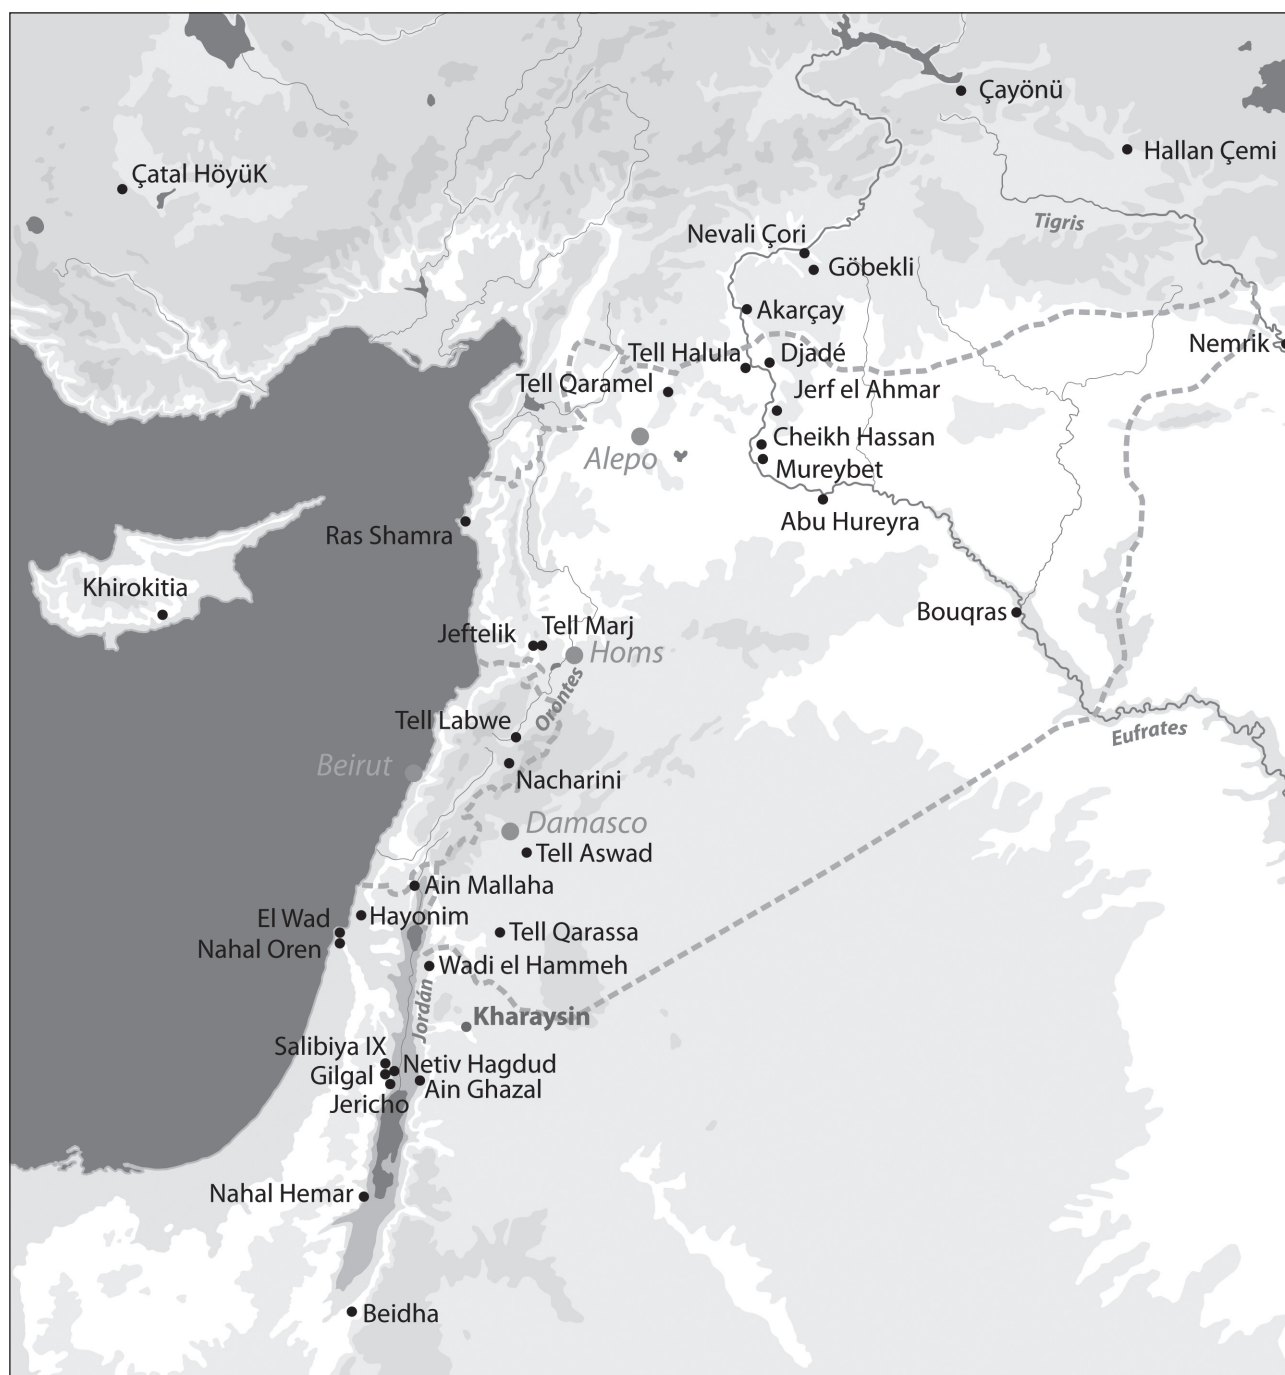 Çayönü
Hallan Çemi
Çatal HöyüK
Tigris
Nevali Çori
Göbekli
Akarçay
Nemrik
Tell Halula
Djadé
Tell Qaramel
Jerf el Ahmar
Cheikh Hassan
Alepo
Mureybet
Abu Hureyra
Ras Shamra
Khirokitia
Bouqras
Tell Marj
Jeftelik
Homs
Orontes
Tell Labwe
Eufrates
Beirut
Nacharini
Damasco
Tell Aswad
Ain Mallaha
Hayonim
El Wad
Tell Qarassa
Nahal Oren
Wadi el Hammeh
Jordán
Kharaysin
Salibiya IX
Netiv Hagdud
Gilgal
Ain Ghazal
Jericho
Nahal Hemar
Beidha